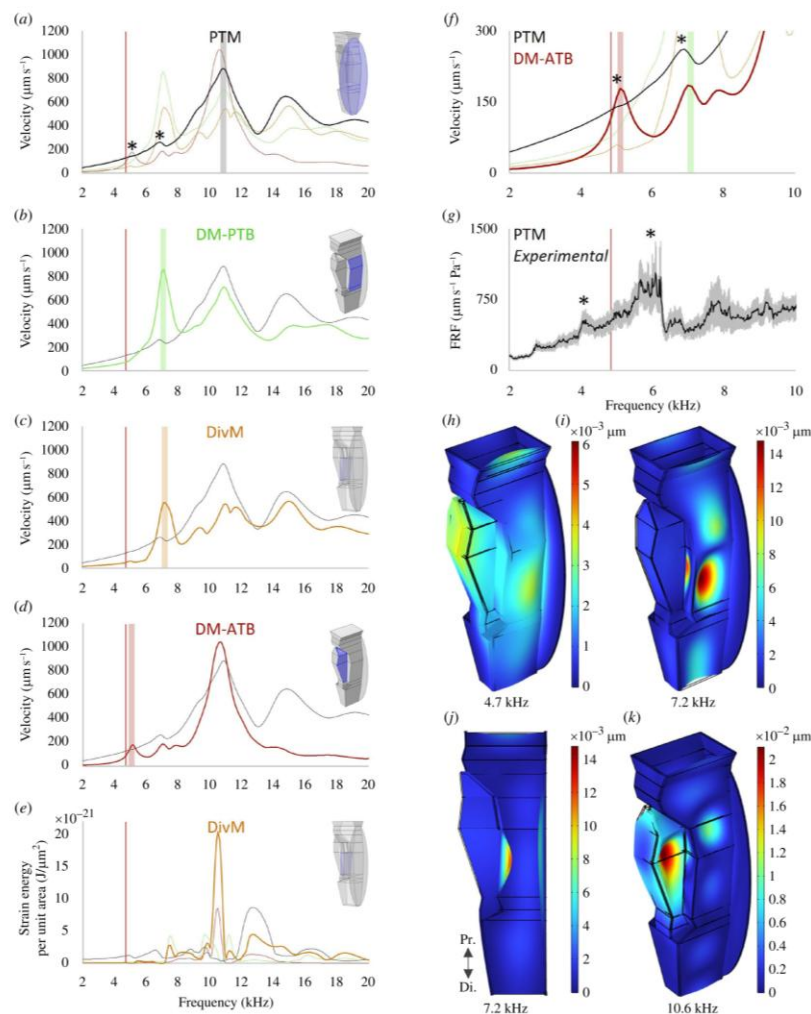 (a)
1200
1000
800
600
400
200
0
Velocity (μm s⁻¹)
PTM
*
*
2 4 6 8 10 12 14 16 18 20
(b)
1200
1000
800
600
400
200
0
Velocity (μm s⁻¹)
DM-PTB
2 4 6 8 10 12 14 16 18 20
(c)
1200
1000
800
600
400
200
0
Velocity (μm s⁻¹)
DivM
2 4 6 8 10 12 14 16 18 20
(d)
1200
1000
800
600
400
200
0
Velocity (μm s⁻¹)
DM-ATB
2 4 6 8 10 12 14 16 18 20
(e)
×10⁻²¹
20
15
10
5
0
Strain energy
per unit area (J/μm²)
DivM
2 4 6 8 10 12 14 16 18 20
Frequency (kHz)
(f)
300
150
0
Velocity (μm s⁻¹)
PTM
DM-ATB
*
*
2 4 6 8 10
(g)
1500
750
0
FRF (μm s⁻¹ Pa⁻¹)
PTM
Experimental
*
*
2 4 6 8 10
Frequency (kHz)
(h)
×10⁻³ μm
6
5
4
3
2
1
0
4.7 kHz
(i)
×10⁻³ μm
14
12
10
8
6
4
2
0
7.2 kHz
(j)
×10⁻³ μm
14
12
10
8
6
4
2
0
Pr.
Di.
7.2 kHz
(k)
×10⁻² μm
2
1.8
1.6
1.4
1.2
1
0.8
0.6
0.4
0.2
0
10.6 kHz